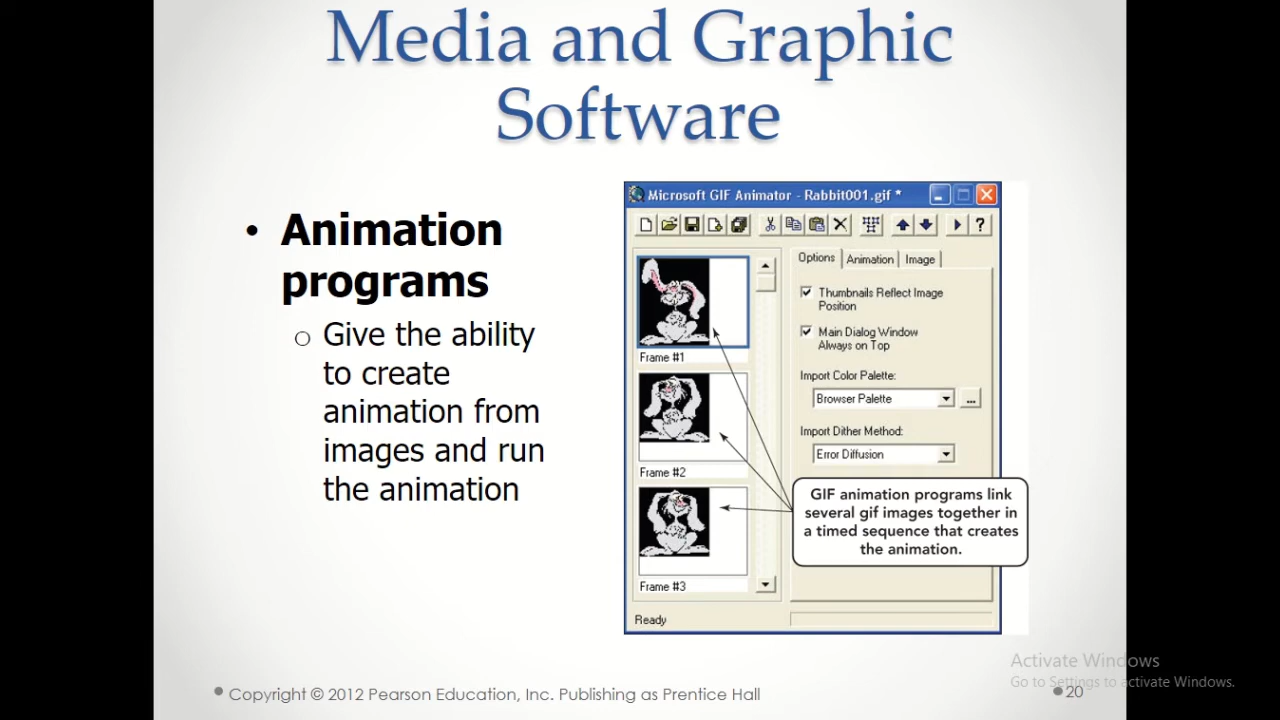 Media and Graphic
Software
• Animation
programs
○ Give the ability
to create
animation from
images and run
the animation
Microsoft GIF Animator - Rabbit001.gif *
Options Animation Image
Thumbnails Reflect Image
Position
Main Dialog Window
Always on Top
Import Color Palette:
Browser Palette
...
Import Dither Method:
Error Diffusion
Frame #1
Frame #2
Frame #3
GIF animation programs link
several gif images together in
a timed sequence that creates
the animation.
Ready
Activate Windows
Go to Settings to activate Windows.
• Copyright © 2012 Pearson Education, Inc. Publishing as Prentice Hall
• 20